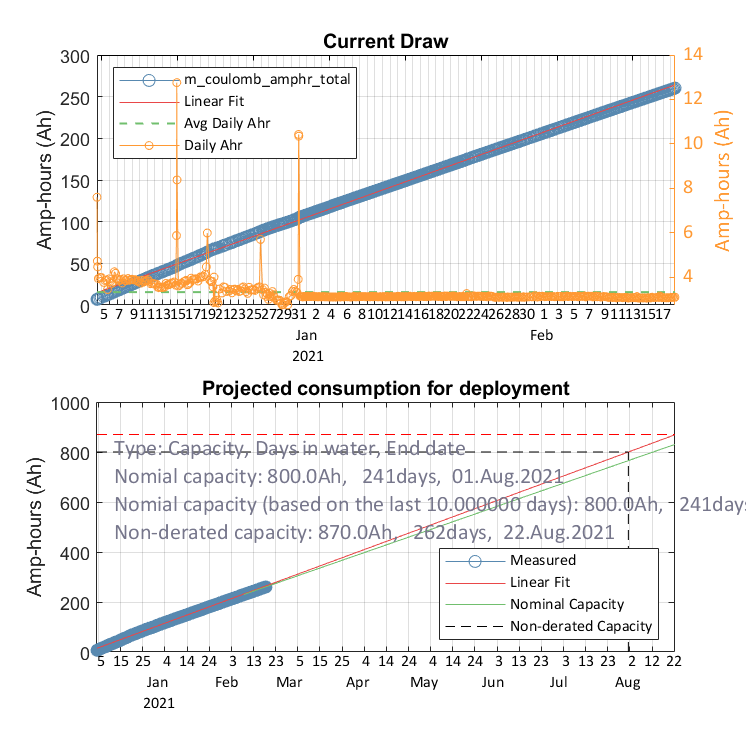 Current Draw
300
250
200
150
100
50
0
Amp-hours (Ah)
14
12
10
8
6
4
Amp-hours (Ah)
m_coulomb_amphr_total
Linear Fit
Avg Daily Ahr
Daily Ahr
5 7 9 11 13 15 17 19 21 23 25 27 29 31 2 4 6 8 10 12 14 16 18 20 22 24 26 28 30 1 3 5 7 9 11 13 15 17
Jan Feb
2021
Projected consumption for deployment
1000
800
600
400
200
0
Amp-hours (Ah)
Type: Capacity, Days in water, End date
Nomial capacity: 800.0Ah, 241days, 01.Aug.2021
Nomial capacity (based on the last 10.000000 days): 800.0Ah, 241days
Non-derated capacity: 870.0Ah, 262days, 22.Aug.2021
Measured
Linear Fit
Nominal Capacity
Non-derated Capacity
5 15 25 4 14 24 3 13 23 5 15 25 4 14 24 4 14 24 3 13 23 3 13 23 2 12 22
Jan Feb Mar Apr May Jun Jul Aug
2021